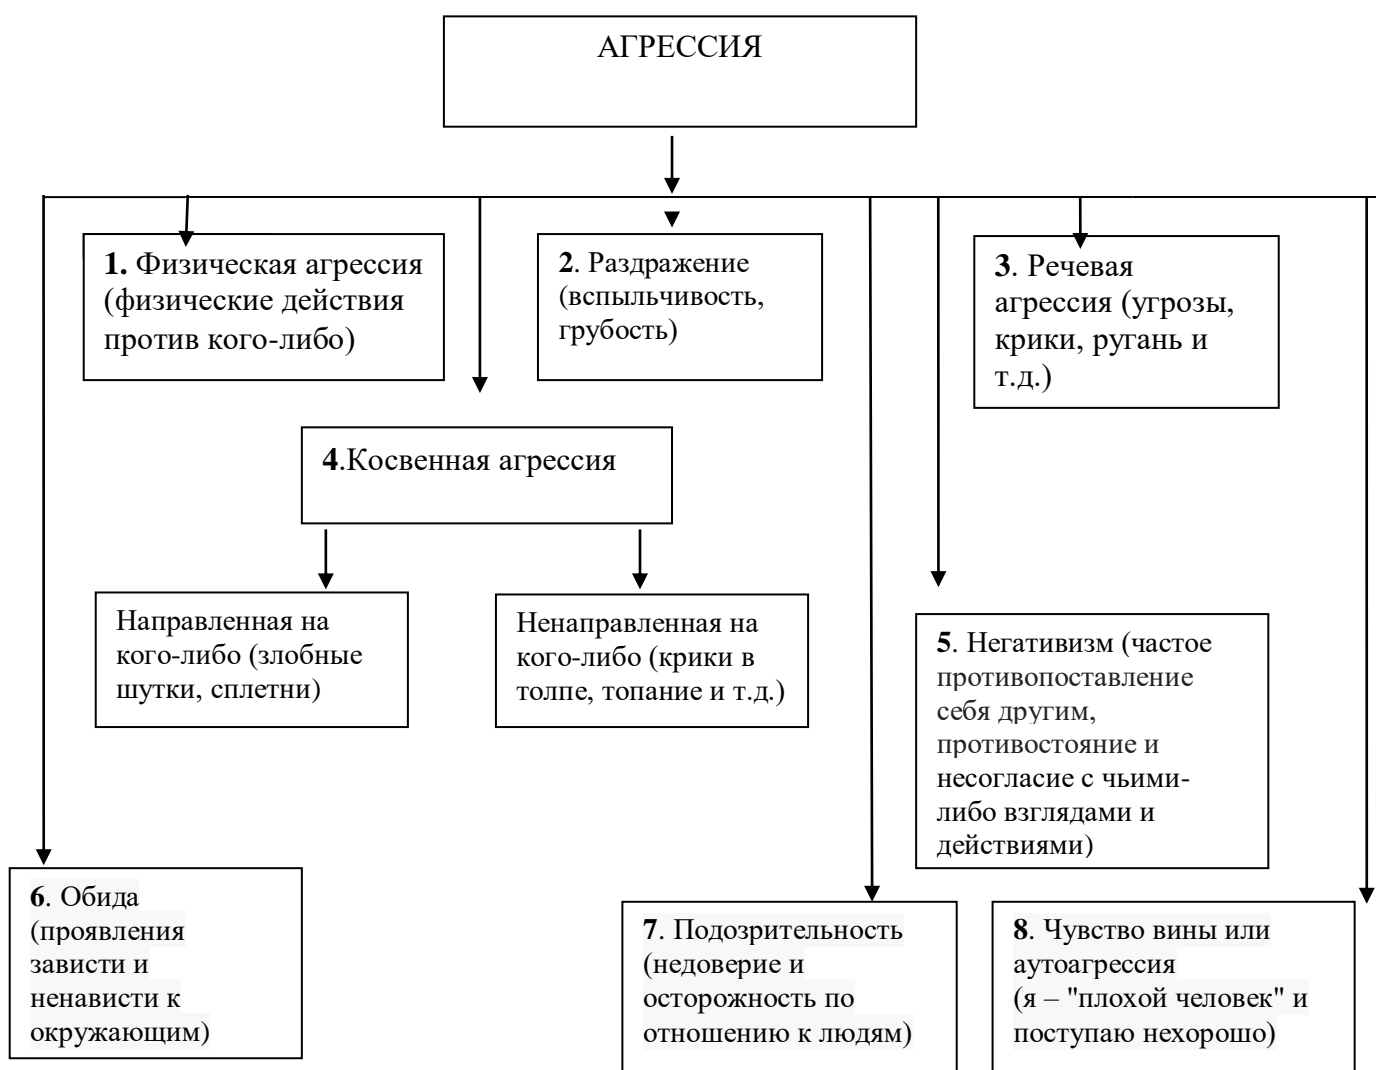 АГРЕССИЯ
1. Физическая агрессия
(физические действия
против кого-либо)
2. Раздражение
(вспыльчивость,
грубость)
3. Речевая
агрессия (угрозы,
крики, ругань и
т.д.)
4.Косвенная агрессия
Направленная на
кого-либо (злобные
шутки, сплетни)
Ненаправленная на
кого-либо (крики в
толпе, топание и т.д.)
5. Негативизм (частое
противопоставление
себя другим,
противостояние и
несогласие с чьими-
либо взглядами и
действиями)
6. Обида
(проявления
зависти и
ненависти к
окружающим)
7. Подозрительность
(недоверие и
осторожность по
отношению к людям)
8. Чувство вины или
аутоагрессия
(я – "плохой человек" и
поступаю нехорошо)